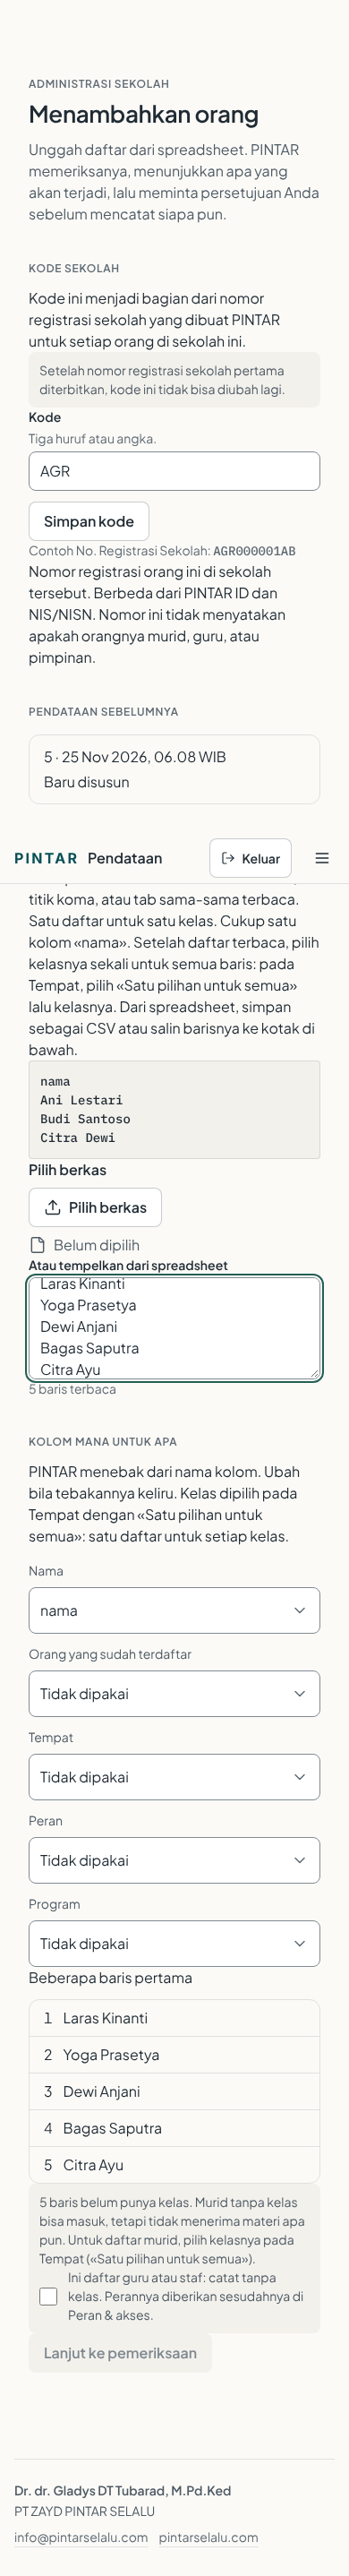 ADMINISTRASI SEKOLAH
Menambahkan orang
Unggah daftar dari spreadsheet. PINTAR
memeriksanya, menunjukkan apa yang
akan terjadi, lalu meminta persetujuan Anda
sebelum mencatat siapa pun.
KODE SEKOLAH
Kode ini menjadi bagian dari nomor
registrasi sekolah yang dibuat PINTAR
untuk setiap orang di sekolah ini.
Setelah nomor registrasi sekolah pertama
diterbitkan, kode ini tidak bisa diubah lagi.
Kode
Tiga huruf atau angka.
AGR
Simpan kode
Contoh No. Registrasi Sekolah: AGR000001AB
Nomor registrasi orang ini di sekolah
tersebut. Berbeda dari PINTAR ID dan
NIS/NISN. Nomor ini tidak menyatakan
apakah orangnya murid, guru, atau
pimpinan.
PENDATAAN SEBELUMNYA
5 · 25 Nov 2026, 06.08 WIB
Baru disusun
PINTAR Pendataan
Keluar
titik koma, atau tab sama-sama terbaca.
Satu daftar untuk satu kelas. Cukup satu
kolom «nama». Setelah daftar terbaca, pilih
kelasnya sekali untuk semua baris: pada
Tempat, pilih «Satu pilihan untuk semua»
lalu kelasnya. Dari spreadsheet, simpan
sebagai CSV atau salin barisnya ke kotak di
bawah.
nama
Ani Lestari
Budi Santoso
Citra Dewi
Pilih berkas
Pilih berkas
Belum dipilih
Atau tempelkan dari spreadsheet
Laras Kinanti
Yoga Prasetya
Dewi Anjani
Bagas Saputra
Citra Ayu
5 baris terbaca
KOLOM MANA UNTUK APA
PINTAR menebak dari nama kolom. Ubah
bila tebakannya keliru. Kelas dipilih pada
Tempat dengan «Satu pilihan untuk
semua»: satu daftar untuk setiap kelas.
Nama
nama
Orang yang sudah terdaftar
Tidak dipakai
Tempat
Tidak dipakai
Peran
Tidak dipakai
Program
Tidak dipakai
Beberapa baris pertama
1 Laras Kinanti
2 Yoga Prasetya
3 Dewi Anjani
4 Bagas Saputra
5 Citra Ayu
5 baris belum punya kelas. Murid tanpa kelas
bisa masuk, tetapi tidak menerima materi apa
pun. Untuk daftar murid, pilih kelasnya pada
Tempat («Satu pilihan untuk semua»).
Ini daftar guru atau staf: catat tanpa
kelas. Perannya diberikan sesudahnya di
Peran & akses.
Lanjut ke pemeriksaan
Dr. dr. Gladys DT Tubarad, M.Pd.Ked
PT ZAYD PINTAR SELALU
info@pintarselalu.com pintarselalu.com